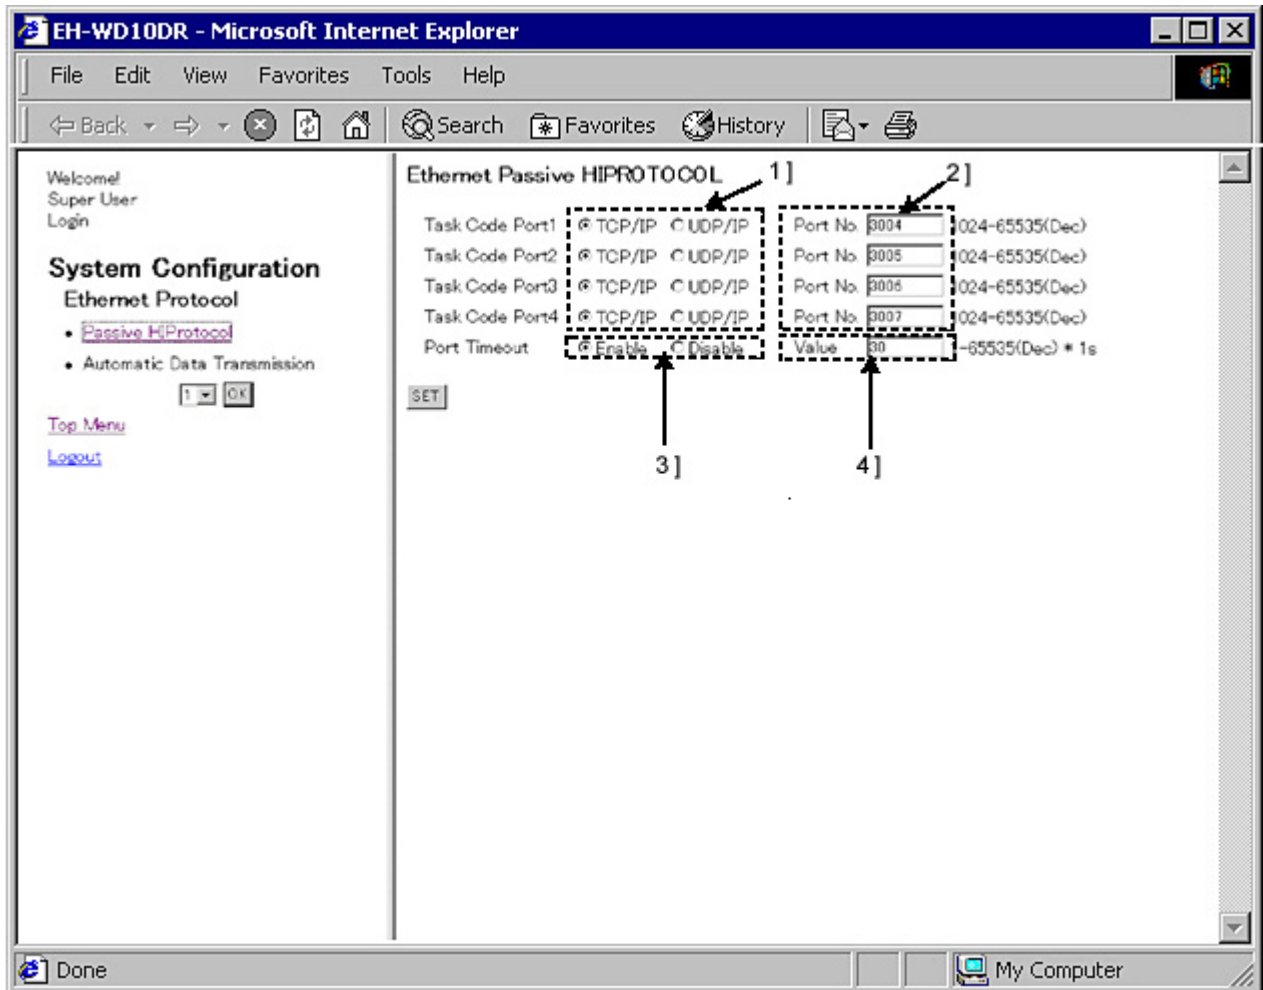 EH-WD10DR - Microsoft Internet Explorer
File Edit View Favorites Tools Help
Back Search Favorites History
Welcome!
Super User
Login
System Configuration
Ethernet Protocol
Passive HIProtocol
Automatic Data Transmission
1 OK
Top Menu
Logout
Ethernet Passive HIPROTOCOL 1] 2]
Task Code Port1 TCP/IP UDP/IP Port No. 3004 1024-65535(Dec)
Task Code Port2 TCP/IP UDP/IP Port No. 3005 1024-65535(Dec)
Task Code Port3 TCP/IP UDP/IP Port No. 3006 1024-65535(Dec)
Task Code Port4 TCP/IP UDP/IP Port No. 3007 1024-65535(Dec)
Port Timeout Enable Disable Value 30 -65535(Dec) * 1s
SET
3] 4]
Done My Computer